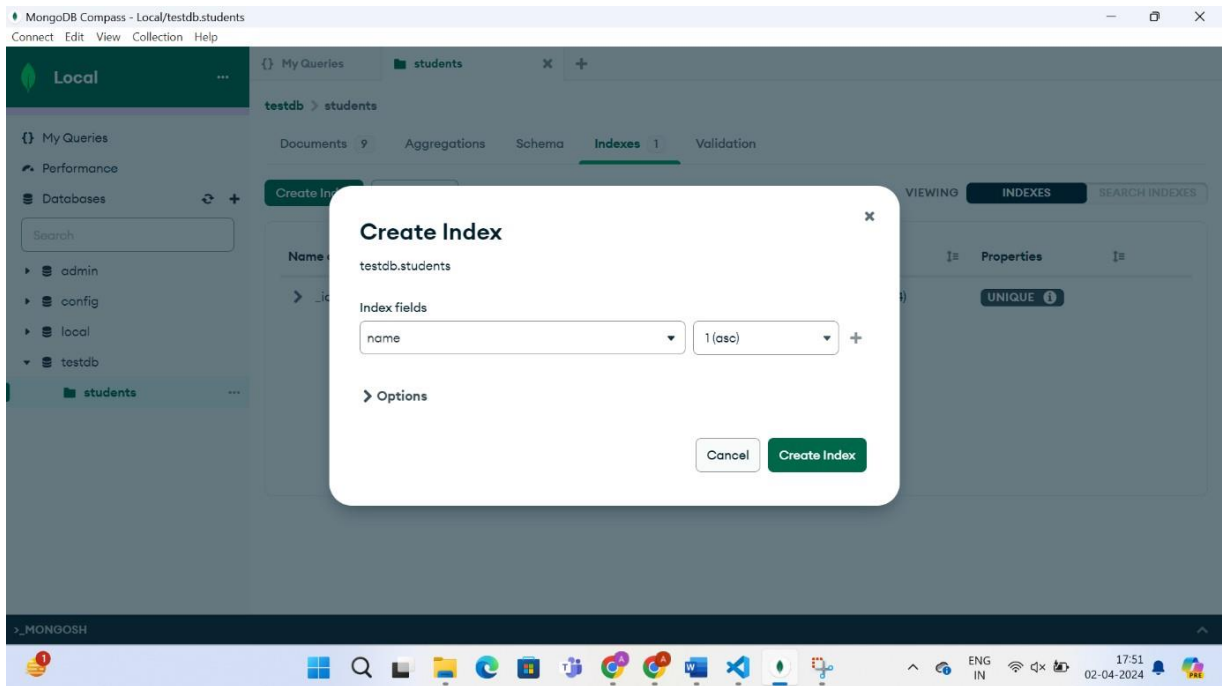 MongoDB Compass - Local/testdb.students
Connect Edit View Collection Help
Local
{} My Queries
students
testdb > students
My Queries
Performance
Databases
Search
admin
config
local
testdb
students
Documents 9 Aggregations Schema Indexes 1 Validation
VIEWING INDEXES SEARCH INDEXES
Properties
UNIQUE
Create Index
testdb.students
Index fields
name 1 (asc)
Options
Cancel Create Index
>_MONGOSH
ENG
IN
17:51
02-04-2024